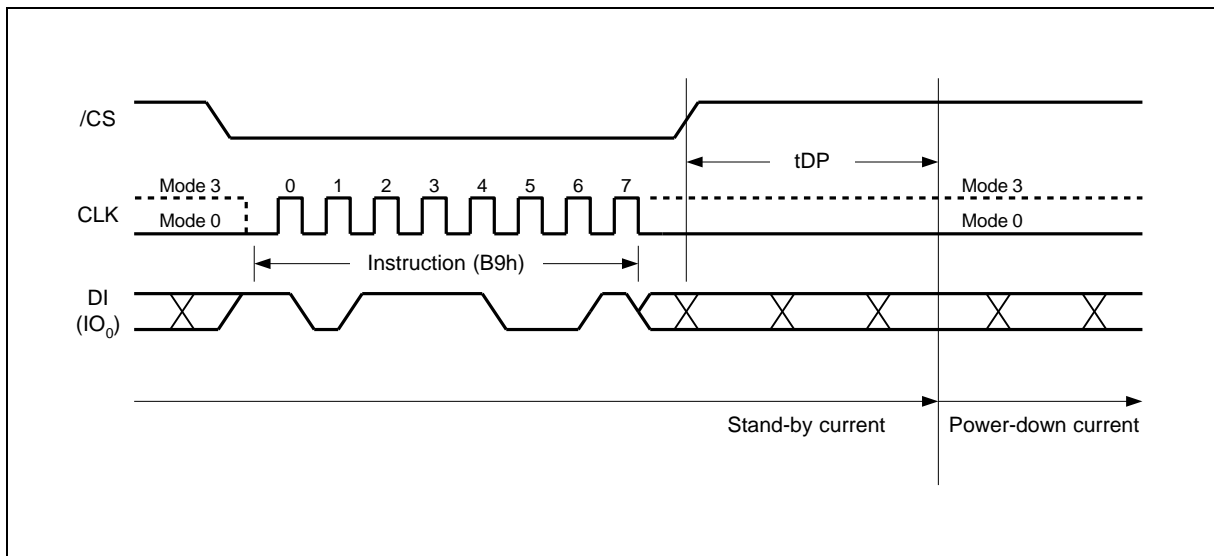 /CS
tDP
Mode 3 0 1 2 3 4 5 6 7 Mode 3
CLK
Mode 0 Mode 0
Instruction (B9h)
DI
(IO0)
Stand-by current Power-down current